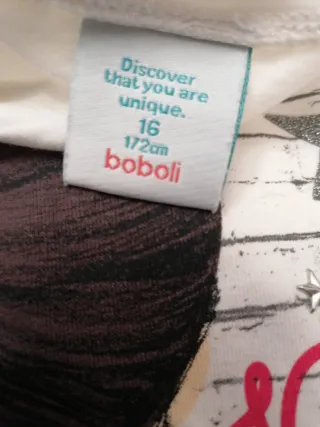 Discover
that you are
unique.
16
172cm
boboli